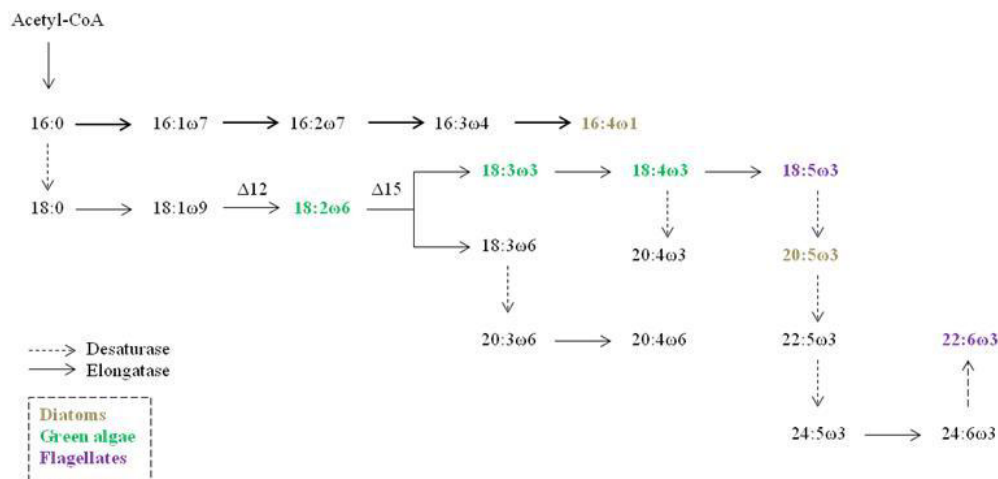 Acetyl-CoA
16:0 16:1ω7 16:2ω7 16:3ω4 16:4ω1
18:3ω3 18:4ω3 18:5ω3
Δ12 Δ15
18:0 18:1ω9 18:2ω6
18:3ω6 20:4ω3 20:5ω3
20:3ω6 20:4ω6 22:5ω3 22:6ω3
Desaturase
Elongatase
Diatoms
Green algae
Flagellates
24:5ω3 24:6ω3